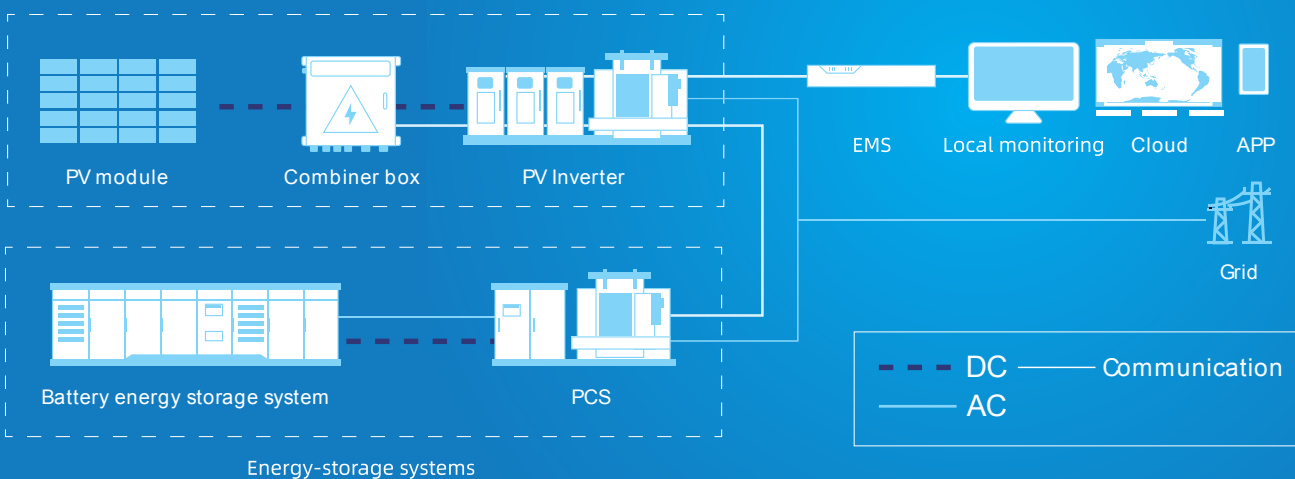 PV module
Combiner box
PV Inverter
EMS
Local monitoring
Cloud
APP
Grid
Battery energy storage system
PCS
DC
Communication
AC
Energy-storage systems